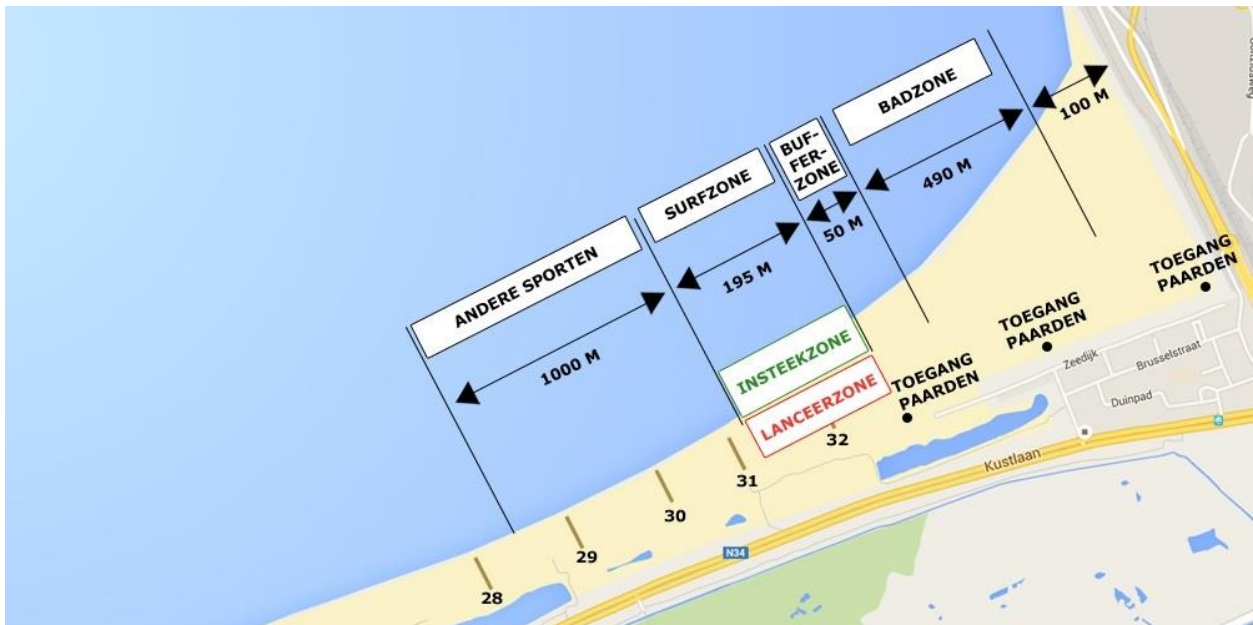 BADZONE
100 M
BUF-
FER-
ZONE
490 M
SURFZONE
50 M
ANDERE SPORTEN
195 M
1000 M
INSTEEKZONE
LANCEERZONE
TOEGANG
PAARDEN
TOEGANG
PAARDEN
TOEGANG
PAARDEN
Zeedijk
Brusselstraat
Duinpad
Kustlaan
N34
32
31
30
29
28